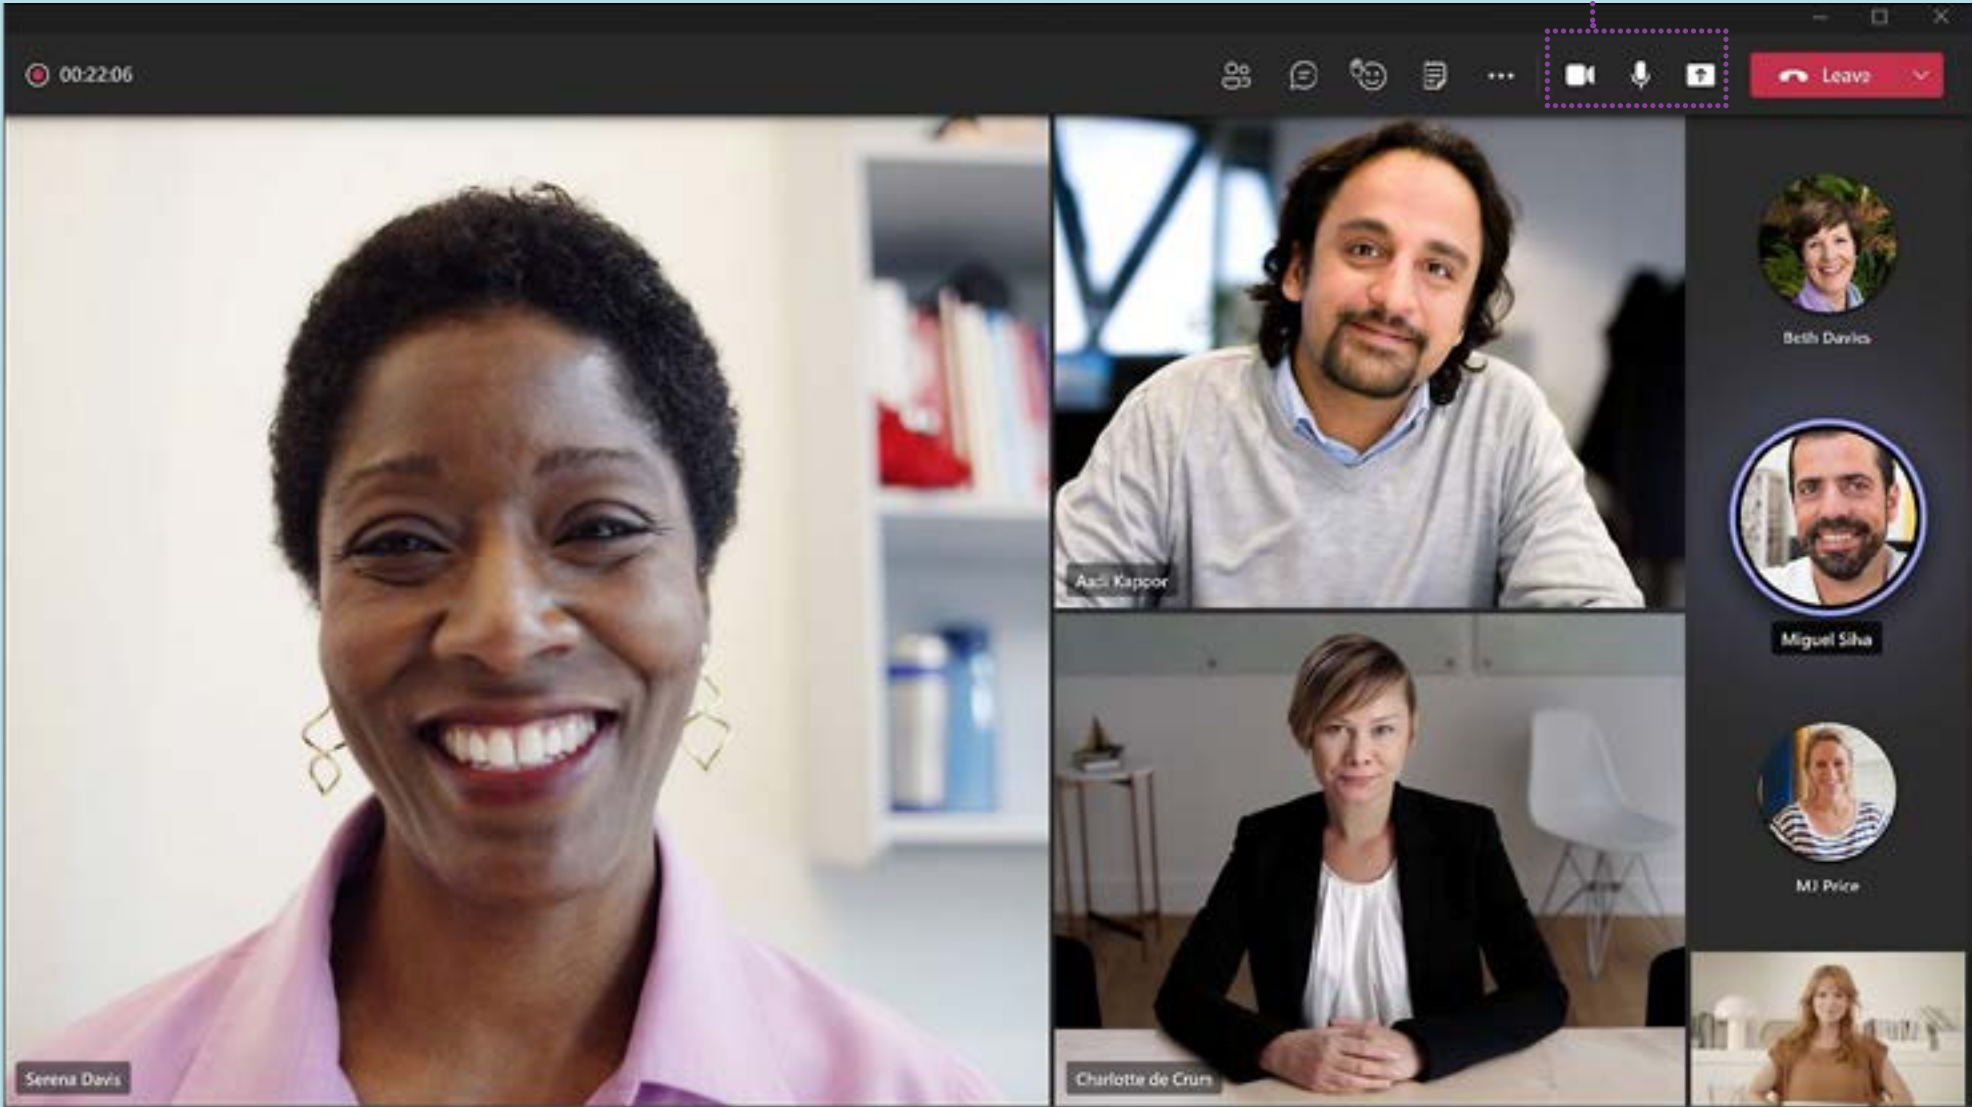 00:22:06
Leave
Beth Davies
Aadi Kapoor
Miguel Silva
MJ Price
Serena Davis
Charlotte de Crum